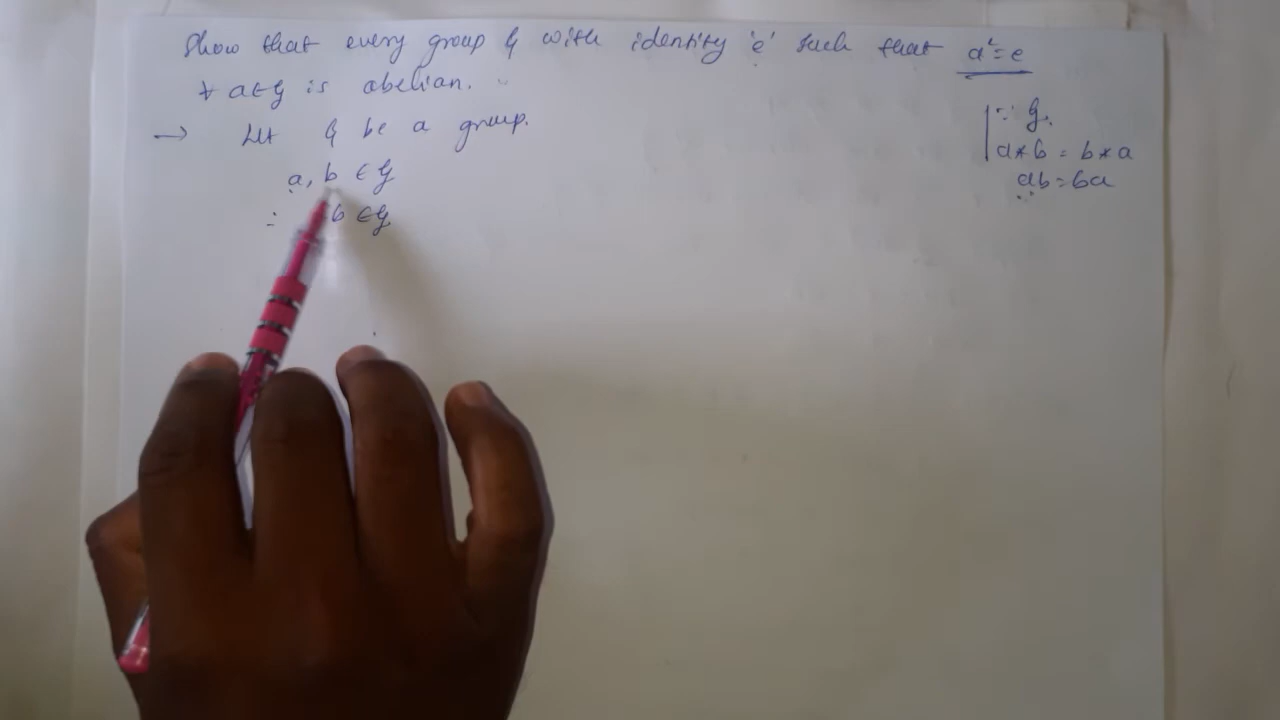 Show that every group G with identity 'e' such that a² = e
∀ a ∈ G is abelian.
→ Let G be a group.
a, b ∈ G
∴ b ∈ G
∵ G.
a * b = b * a
ab = ba
∵